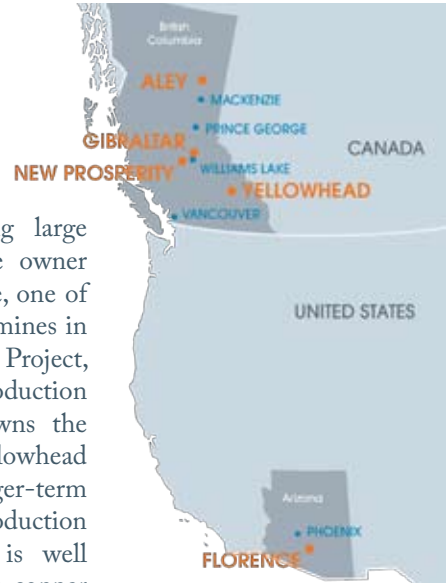 British
Columbia
ALEY
MACKENZIE
PRINCE GEORGE
GIBRALTAR
CANADA
NEW PROSPERITY
WILLIAMS LAKE
YELLOWHEAD
VANCOUVER
g large
owner
e, one of
mines in
UNITED STATES
Project,
oduction
wns the
lowhead
ger-term
oduction
is well
Arizona
PHOENIX
FLORENCE